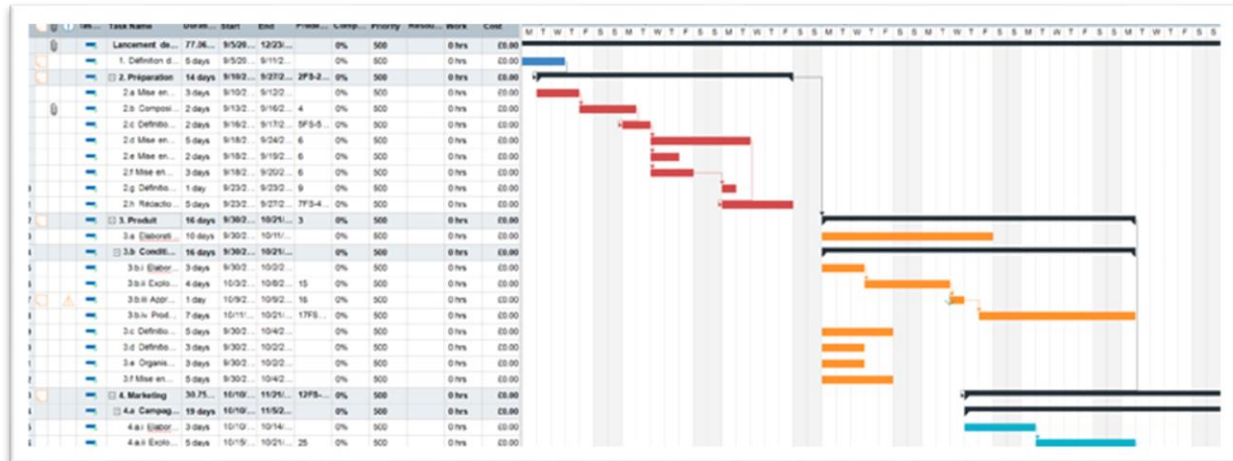 Task Name Start End Priority Work Cost M T W T F S S M T W T F S S M T W T F S S M T W T F S S M T W T F S S M T W T F S S M T W T F S S
Lancement de... 77.06... 9/5/20... 12/23/... 0% 500 0 hrs £0.00
1. Définition d... 5 days 9/5/20... 9/11/2... 0% 500 0 hrs £0.00
2. Préparation 14 days 9/10/2... 9/27/2... 2FS-2... 0% 500 0 hrs £0.00
2.a Mise en... 3 days 9/10/2... 9/12/2... 0% 500 0 hrs £0.00
2.b Composi... 2 days 9/13/2... 9/16/2... 4 0% 500 0 hrs £0.00
2.c Définitio... 2 days 9/16/2... 9/17/2... 5FS-5... 0% 500 0 hrs £0.00
2.d Mise en... 5 days 9/18/2... 9/24/2... 6 0% 500 0 hrs £0.00
2.e Mise en... 2 days 9/18/2... 9/19/2... 6 0% 500 0 hrs £0.00
2.f Mise en... 3 days 9/18/2... 9/20/2... 6 0% 500 0 hrs £0.00
2.g Définitio... 1 day 9/23/2... 9/23/2... 9 0% 500 0 hrs £0.00
2.h Rédactio... 5 days 9/23/2... 9/27/2... 7FS-4... 0% 500 0 hrs £0.00
3. Produit 16 days 9/30/2... 10/21/... 3 0% 500 0 hrs £0.00
3.a Elaborati... 10 days 9/30/2... 10/11/... 0% 500 0 hrs £0.00
3.b Conditi... 16 days 9/30/2... 10/21/... 0% 500 0 hrs £0.00
3.b.i Elabor... 3 days 9/30/2... 10/2/2... 0% 500 0 hrs £0.00
3.b.ii Explo... 4 days 10/3/2... 10/8/2... 15 0% 500 0 hrs £0.00
3.b.iii Appr... 1 day 10/9/2... 10/9/2... 16 0% 500 0 hrs £0.00
3.b.iv Prod... 7 days 10/11/... 10/21/... 17FS... 0% 500 0 hrs £0.00
3.c Définitio... 5 days 9/30/2... 10/4/2... 0% 500 0 hrs £0.00
3.d Définitio... 3 days 9/30/2... 10/2/2... 0% 500 0 hrs £0.00
3.e Organis... 3 days 9/30/2... 10/2/2... 0% 500 0 hrs £0.00
3.f Mise en... 5 days 9/30/2... 10/4/2... 0% 500 0 hrs £0.00
4. Marketing 30.75... 10/10/... 11/21/... 12FS-... 0% 500 0 hrs £0.00
4.a Campag... 19 days 10/10/... 11/5/2... 0% 500 0 hrs £0.00
4.a.i Elabor... 3 days 10/10/... 10/14/... 0% 500 0 hrs £0.00
4.a.ii Explo... 5 days 10/15/... 10/21/... 25 0% 500 0 hrs £0.00